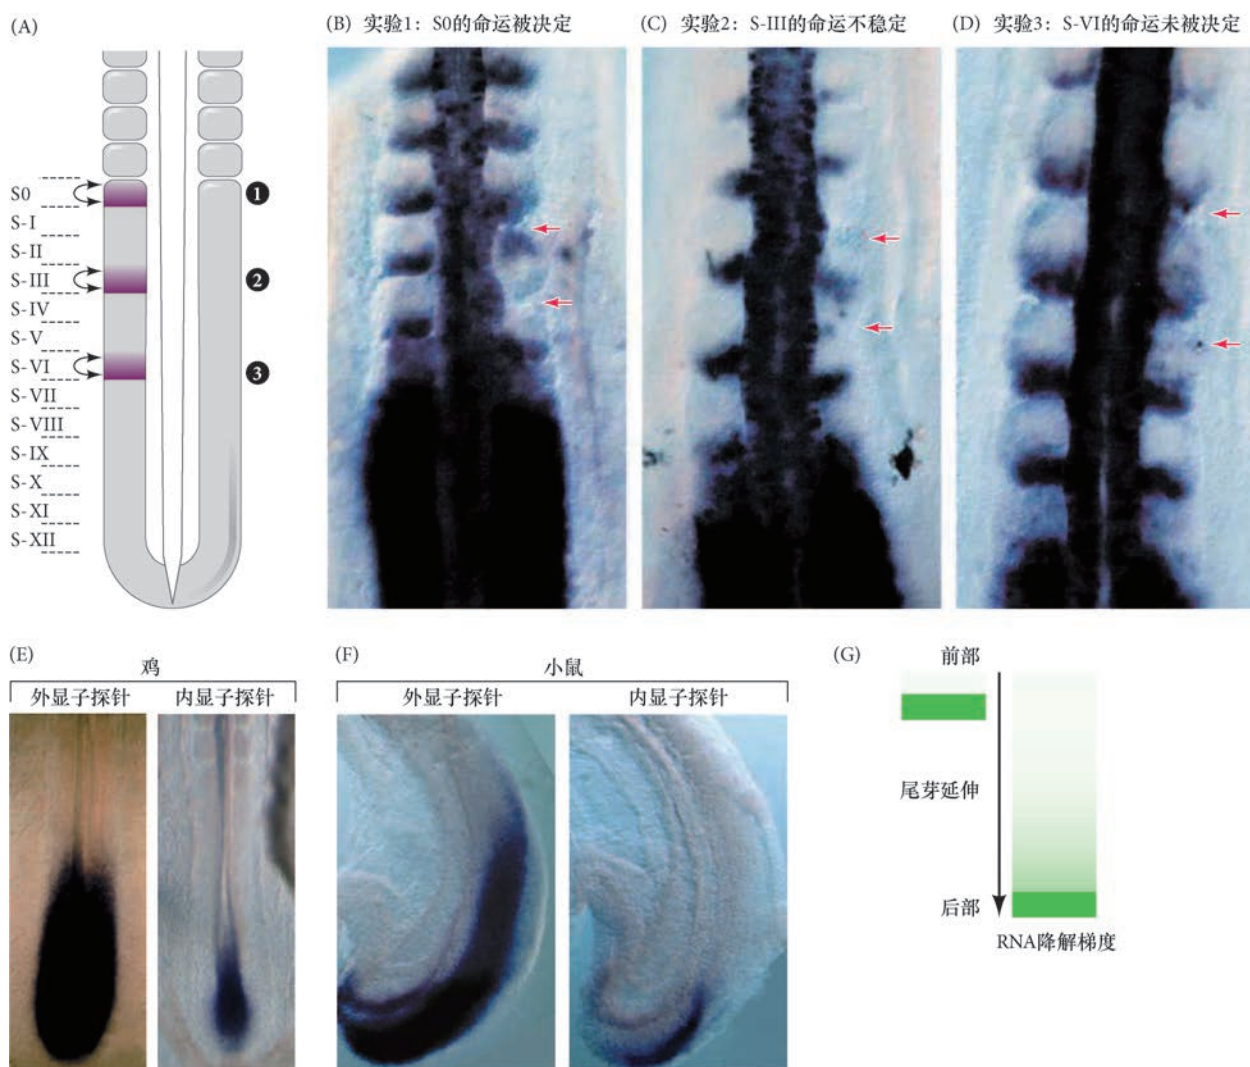 (A)
S0
S-I
S-II
S-III
S-IV
S-V
S-VI
S-VII
S-VIII
S-IX
S-X
S-XI
S-XII
1
2
3
(B) 实验1：S0的命运被决定
(C) 实验2：S-III的命运不稳定
(D) 实验3：S-VI的命运未被决定
(E)
鸡
外显子探针 内显子探针
(F)
小鼠
外显子探针 内显子探针
(G)
前部
尾芽延伸
后部
RNA降解梯度